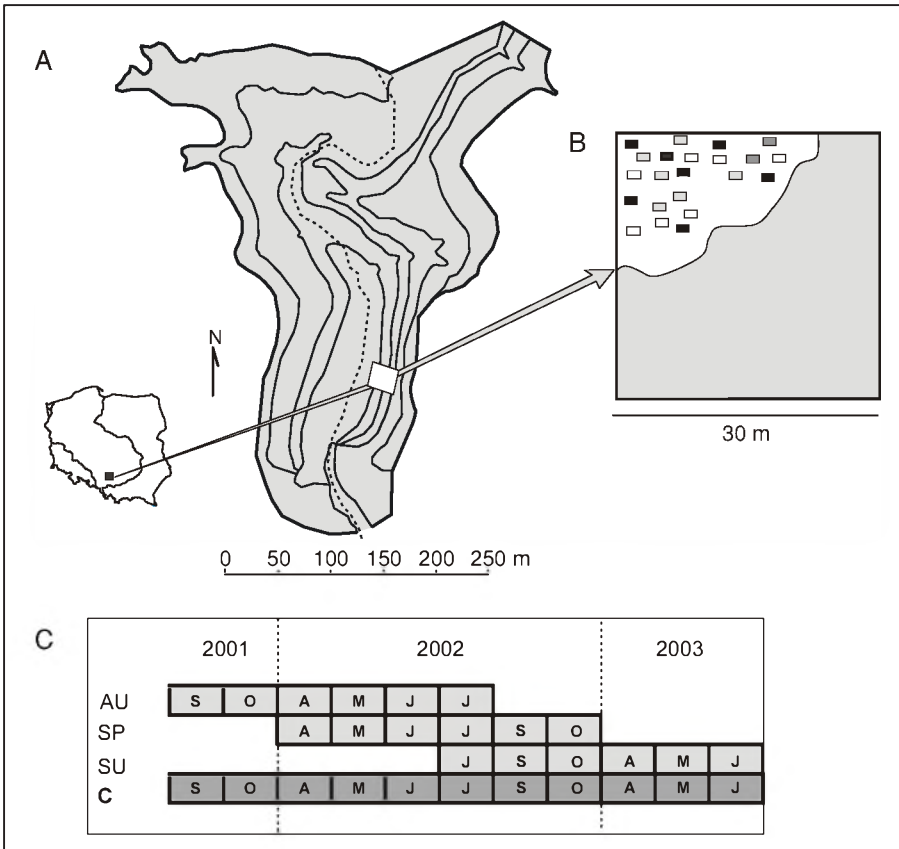 A
B
N
30 m
0 50 100 150 200 250 m
C
2001 2002 2003
AU S O A M J J
SP A M J J S O
SU J S O A M J
C S O A M J J S O A M J